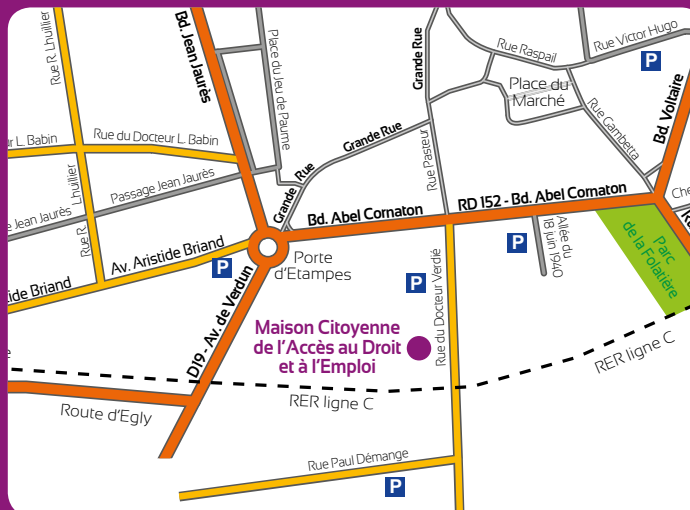 Rue R. Lhuillier
Bd. Jean Jaurès
Place du Jeu de Paume
Grande Rue
Rue Raspail
Rue Victor Hugo
P
Place du
Marché
Rue Gambetta
Bd. Voltaire
L. Babin
Rue du Docteur L. Babin
Grande Rue
Rue Pasteur
Passage Jean Jaurès
Jean Jaurès
Rue R. Lhuillier
Grande Rue
Bd. Abel Cornaton
RD 152 - Bd. Abel Cornaton
Che
Allée du
18 juin 1940
Parc
de la Folatière
P
Av. Aristide Briand
P
Porte
d'Etampes
Briand
P
Rue du Docteur Verdié
D19 - Av. de Verdun
Maison Citoyenne
de l'Accès au Droit
et à l'Emploi
RER ligne C
RER ligne C
Route d'Egly
Rue Paul Démange
P